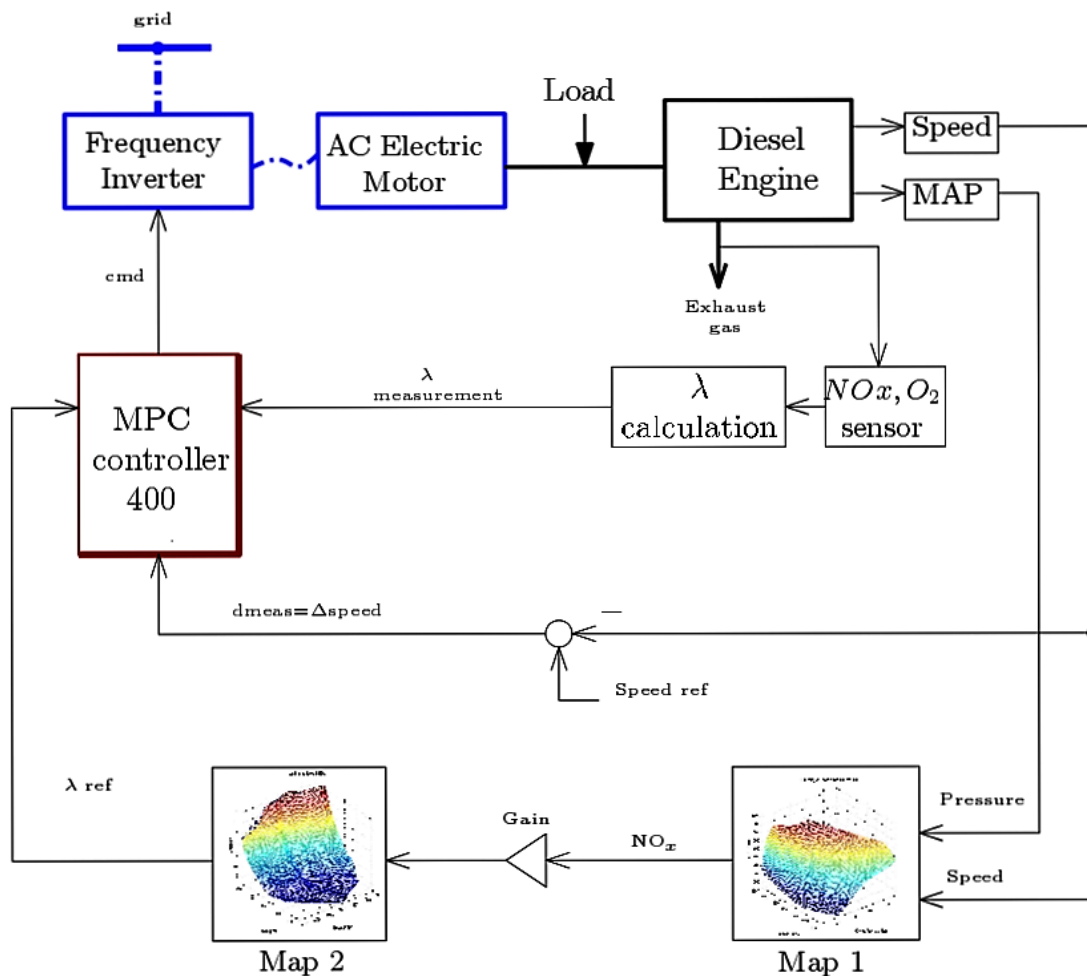 grid
Frequency
Inverter
AC Electric
Motor
Load
Diesel
Engine
Speed
MAP
cmd
Exhaust
gas
MPC
controller
400
λ
measurement
λ
calculation
NOx, O₂
sensor
dmeas=Δspeed
—
Speed ref
λ ref
Gain
NOₓ
Pressure
Speed
Map 2
Map 1